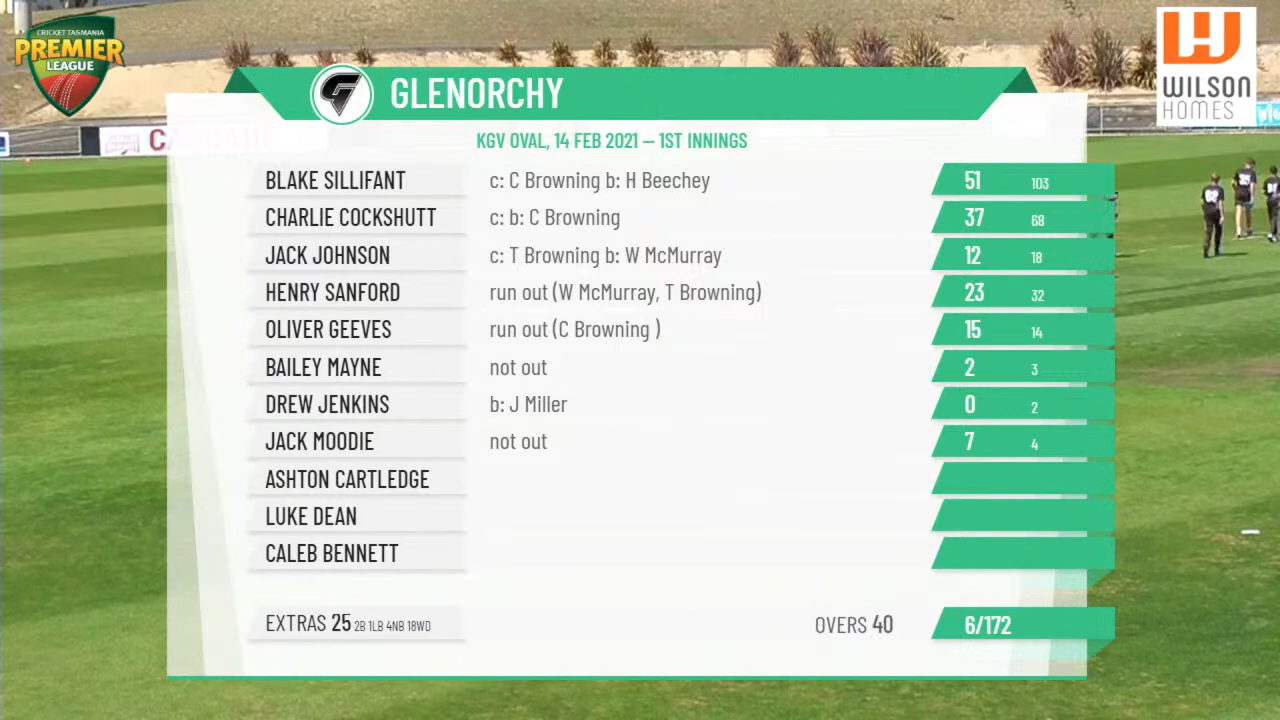 CRICKET TASMANIA
PREMIER
LEAGUE
WILSON
HOMES
GLENORCHY
KGV OVAL, 14 FEB 2021 – 1ST INNINGS
BLAKE SILLIFANT c: C Browning b: H Beechey 51 103
CHARLIE COCKSHUTT c: b: C Browning 37 68
JACK JOHNSON c: T Browning b: W McMurray 12 18
HENRY SANFORD run out (W McMurray, T Browning) 23 32
OLIVER GEEVES run out (C Browning ) 15 14
BAILEY MAYNE not out 2 3
DREW JENKINS b: J Miller 0 2
JACK MOODIE not out 7 4
ASHTON CARTLEDGE
LUKE DEAN
CALEB BENNETT
EXTRAS 25 2B 1LB 4NB 18WD OVERS 40 6/172